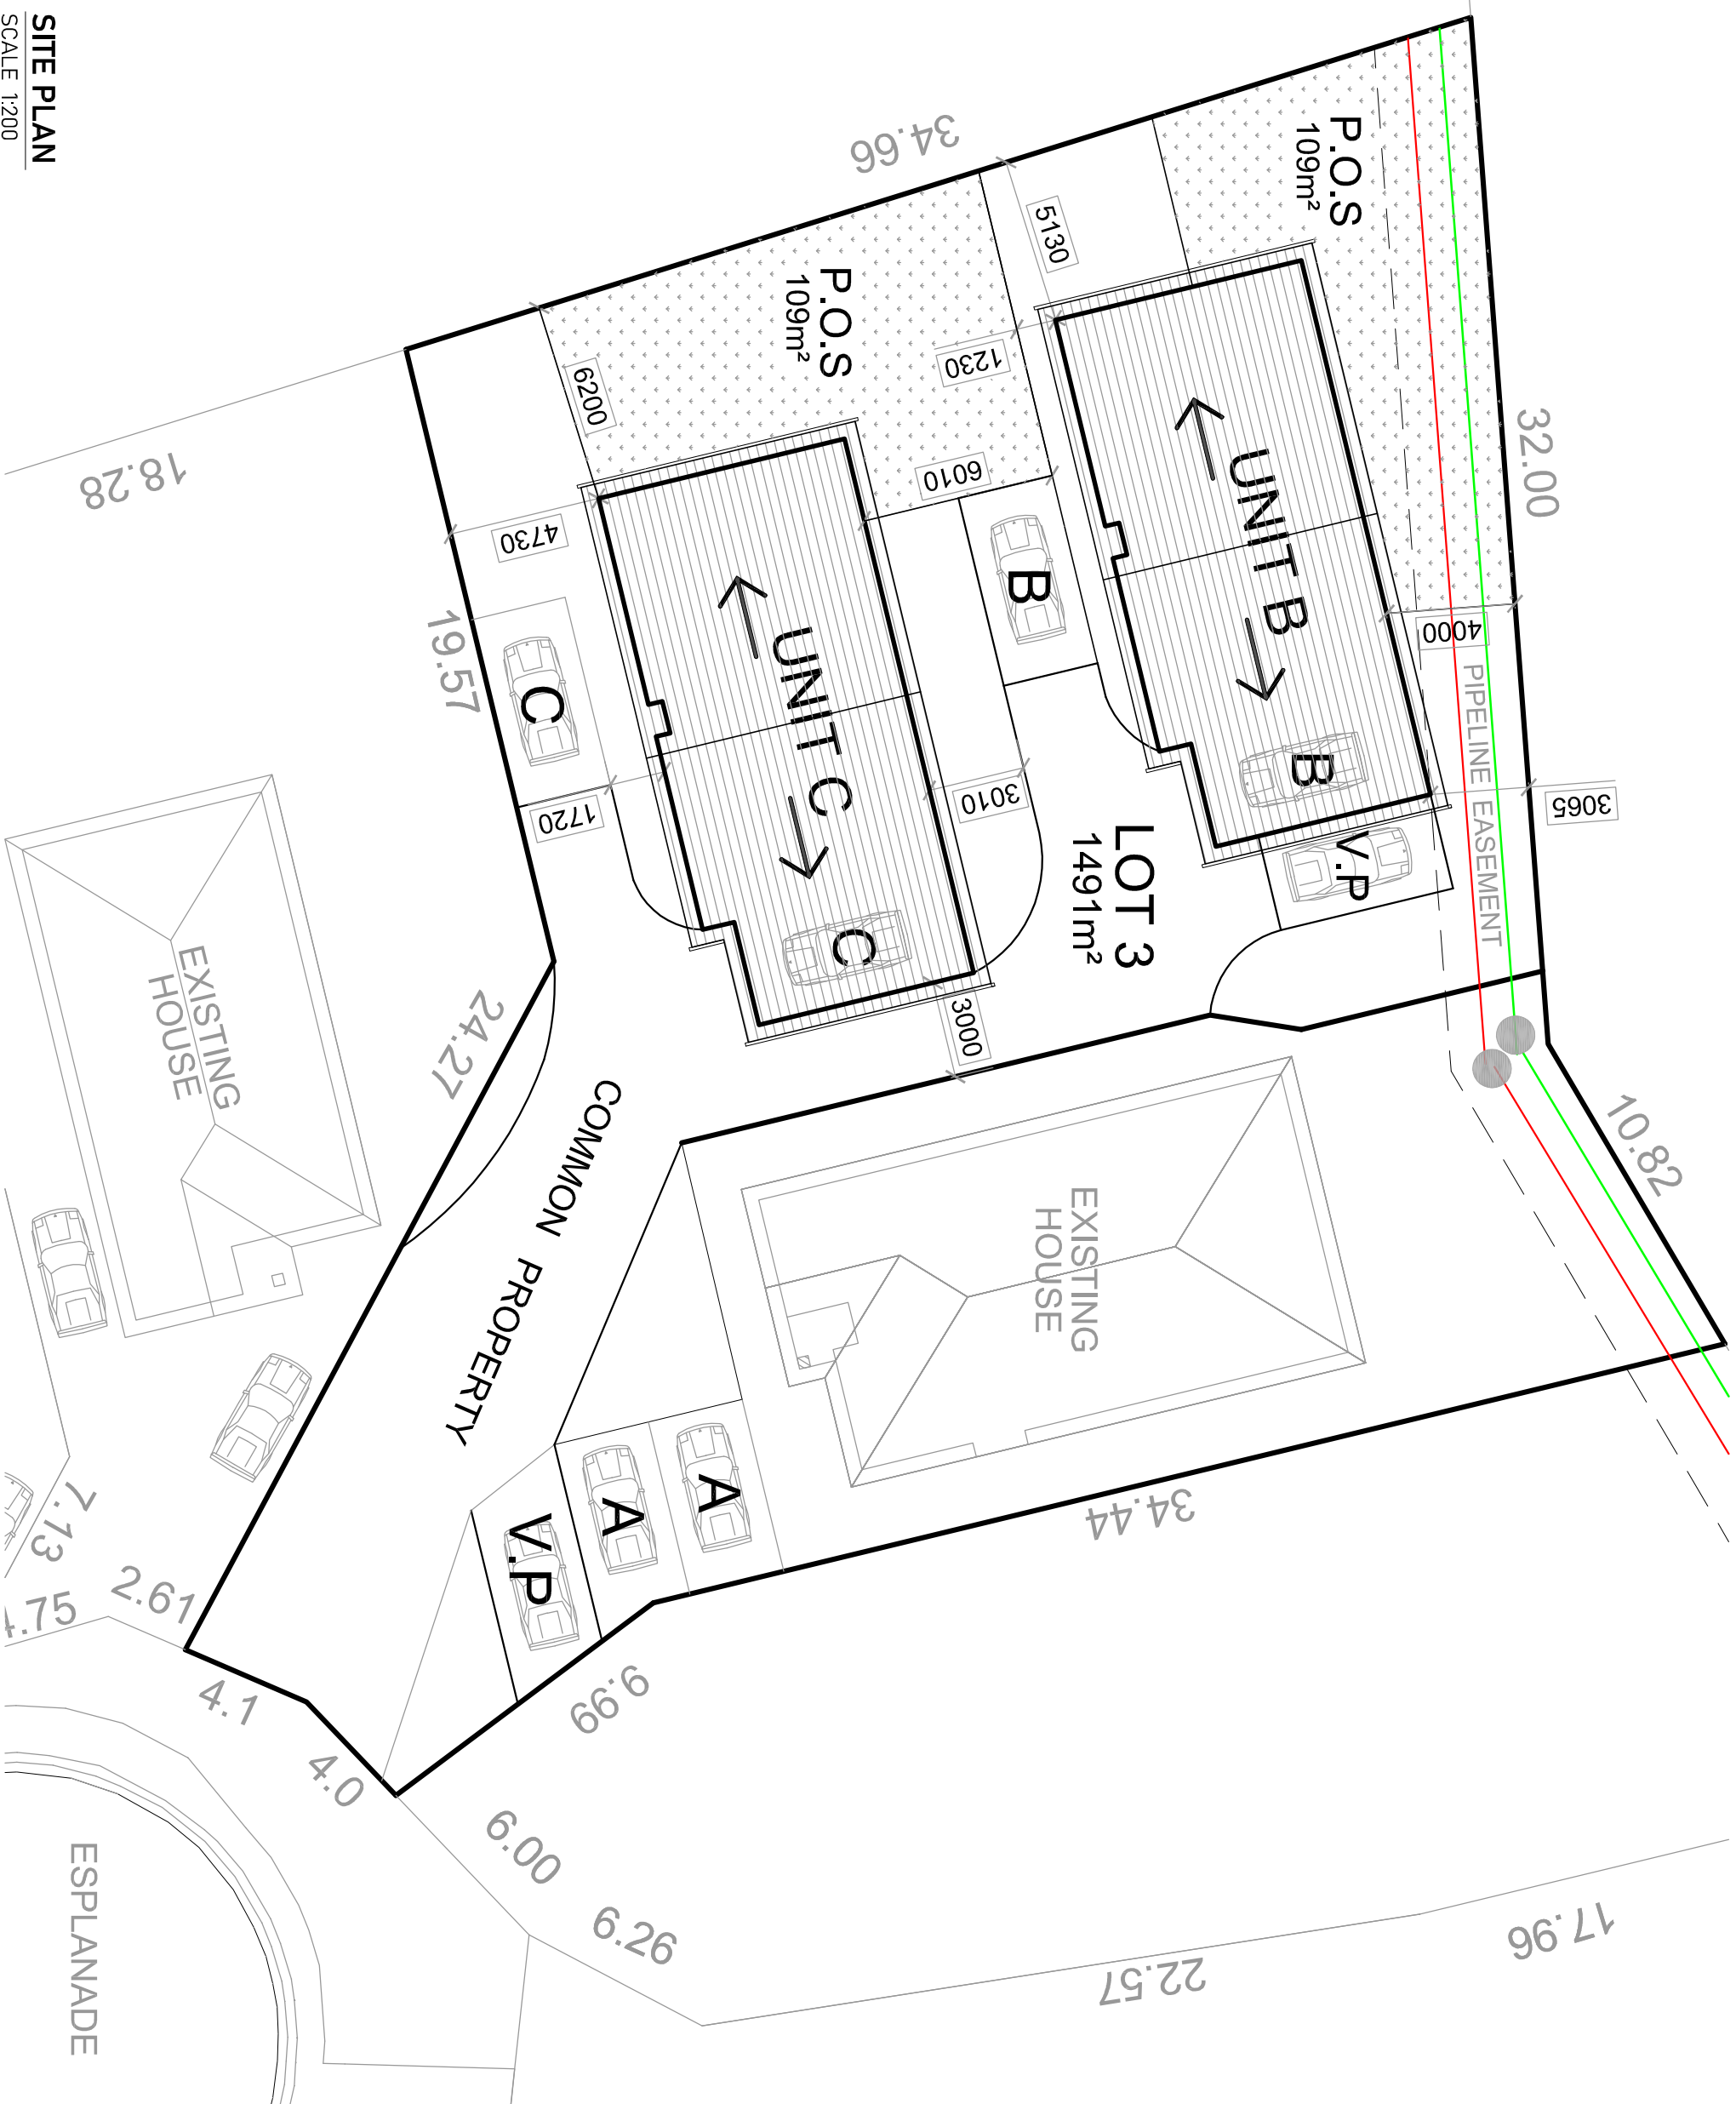 SITE PLAN
SCALE 1:200
P.O.S
109m²
P.O.S
109m²
34.66
32.00
5130
1230
6200
6010
4730
4000
18.28
19.57
UNIT B
UNIT C
B
B
C
C
V.P
PIPELINE EASEMENT
3065
1720
3010
3000
LOT 3
1491m²
EXISTING
HOUSE
24.27
10.82
COMMON PROPERTY
EXISTING
HOUSE
34.44
A
A
V.P
7.13
2.61
4.1
4.0
9.99
6.00
6.26
22.57
17.96
ESPLANADE